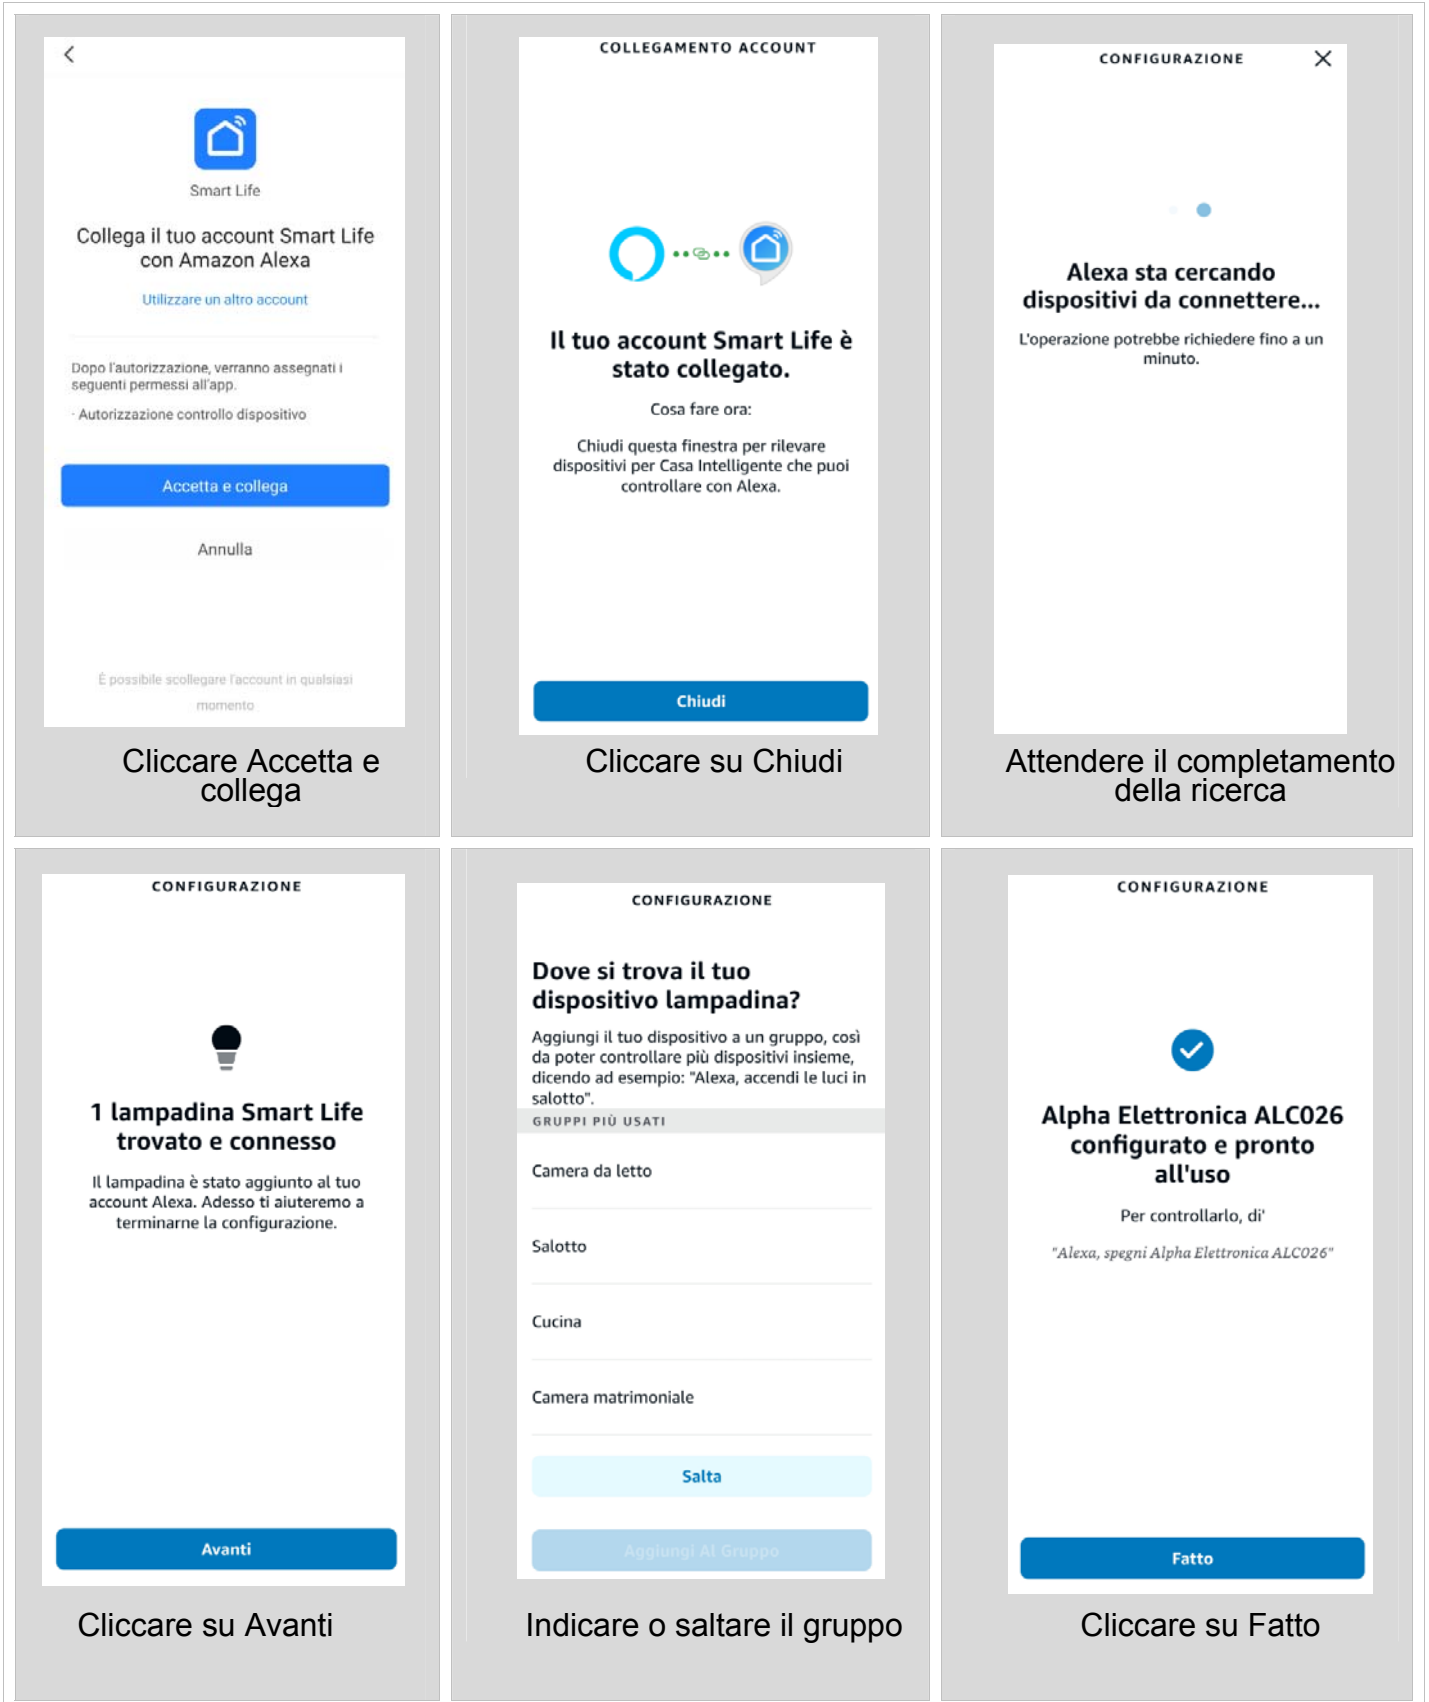 Smart Life
Collega il tuo account Smart Life
con Amazon Alexa
Utilizzare un altro account
Dopo l'autorizzazione, verranno assegnati i
seguenti permessi all'app.
· Autorizzazione controllo dispositivo
Accetta e collega
Annulla
È possibile scollegare l'account in qualsiasi
momento
Cliccare Accetta e
collega
COLLEGAMENTO ACCOUNT
Il tuo account Smart Life è
stato collegato.
Cosa fare ora:
Chiudi questa finestra per rilevare
dispositivi per Casa Intelligente che puoi
controllare con Alexa.
Chiudi
Cliccare su Chiudi
CONFIGURAZIONE
Alexa sta cercando
dispositivi da connettere...
L'operazione potrebbe richiedere fino a un
minuto.
Attendere il completamento
della ricerca
CONFIGURAZIONE
1 lampadina Smart Life
trovato e connesso
Il lampadina è stato aggiunto al tuo
account Alexa. Adesso ti aiuteremo a
terminarne la configurazione.
Avanti
Cliccare su Avanti
CONFIGURAZIONE
Dove si trova il tuo
dispositivo lampadina?
Aggiungi il tuo dispositivo a un gruppo, così
da poter controllare più dispositivi insieme,
dicendo ad esempio: "Alexa, accendi le luci in
salotto".
GRUPPI PIÙ USATI
Camera da letto
Salotto
Cucina
Camera matrimoniale
Salta
Aggiungi Al Gruppo
Indicare o saltare il gruppo
CONFIGURAZIONE
Alpha Elettronica ALC026
configurato e pronto
all'uso
Per controllarlo, di'
"Alexa, spegni Alpha Elettronica ALC026"
Fatto
Cliccare su Fatto